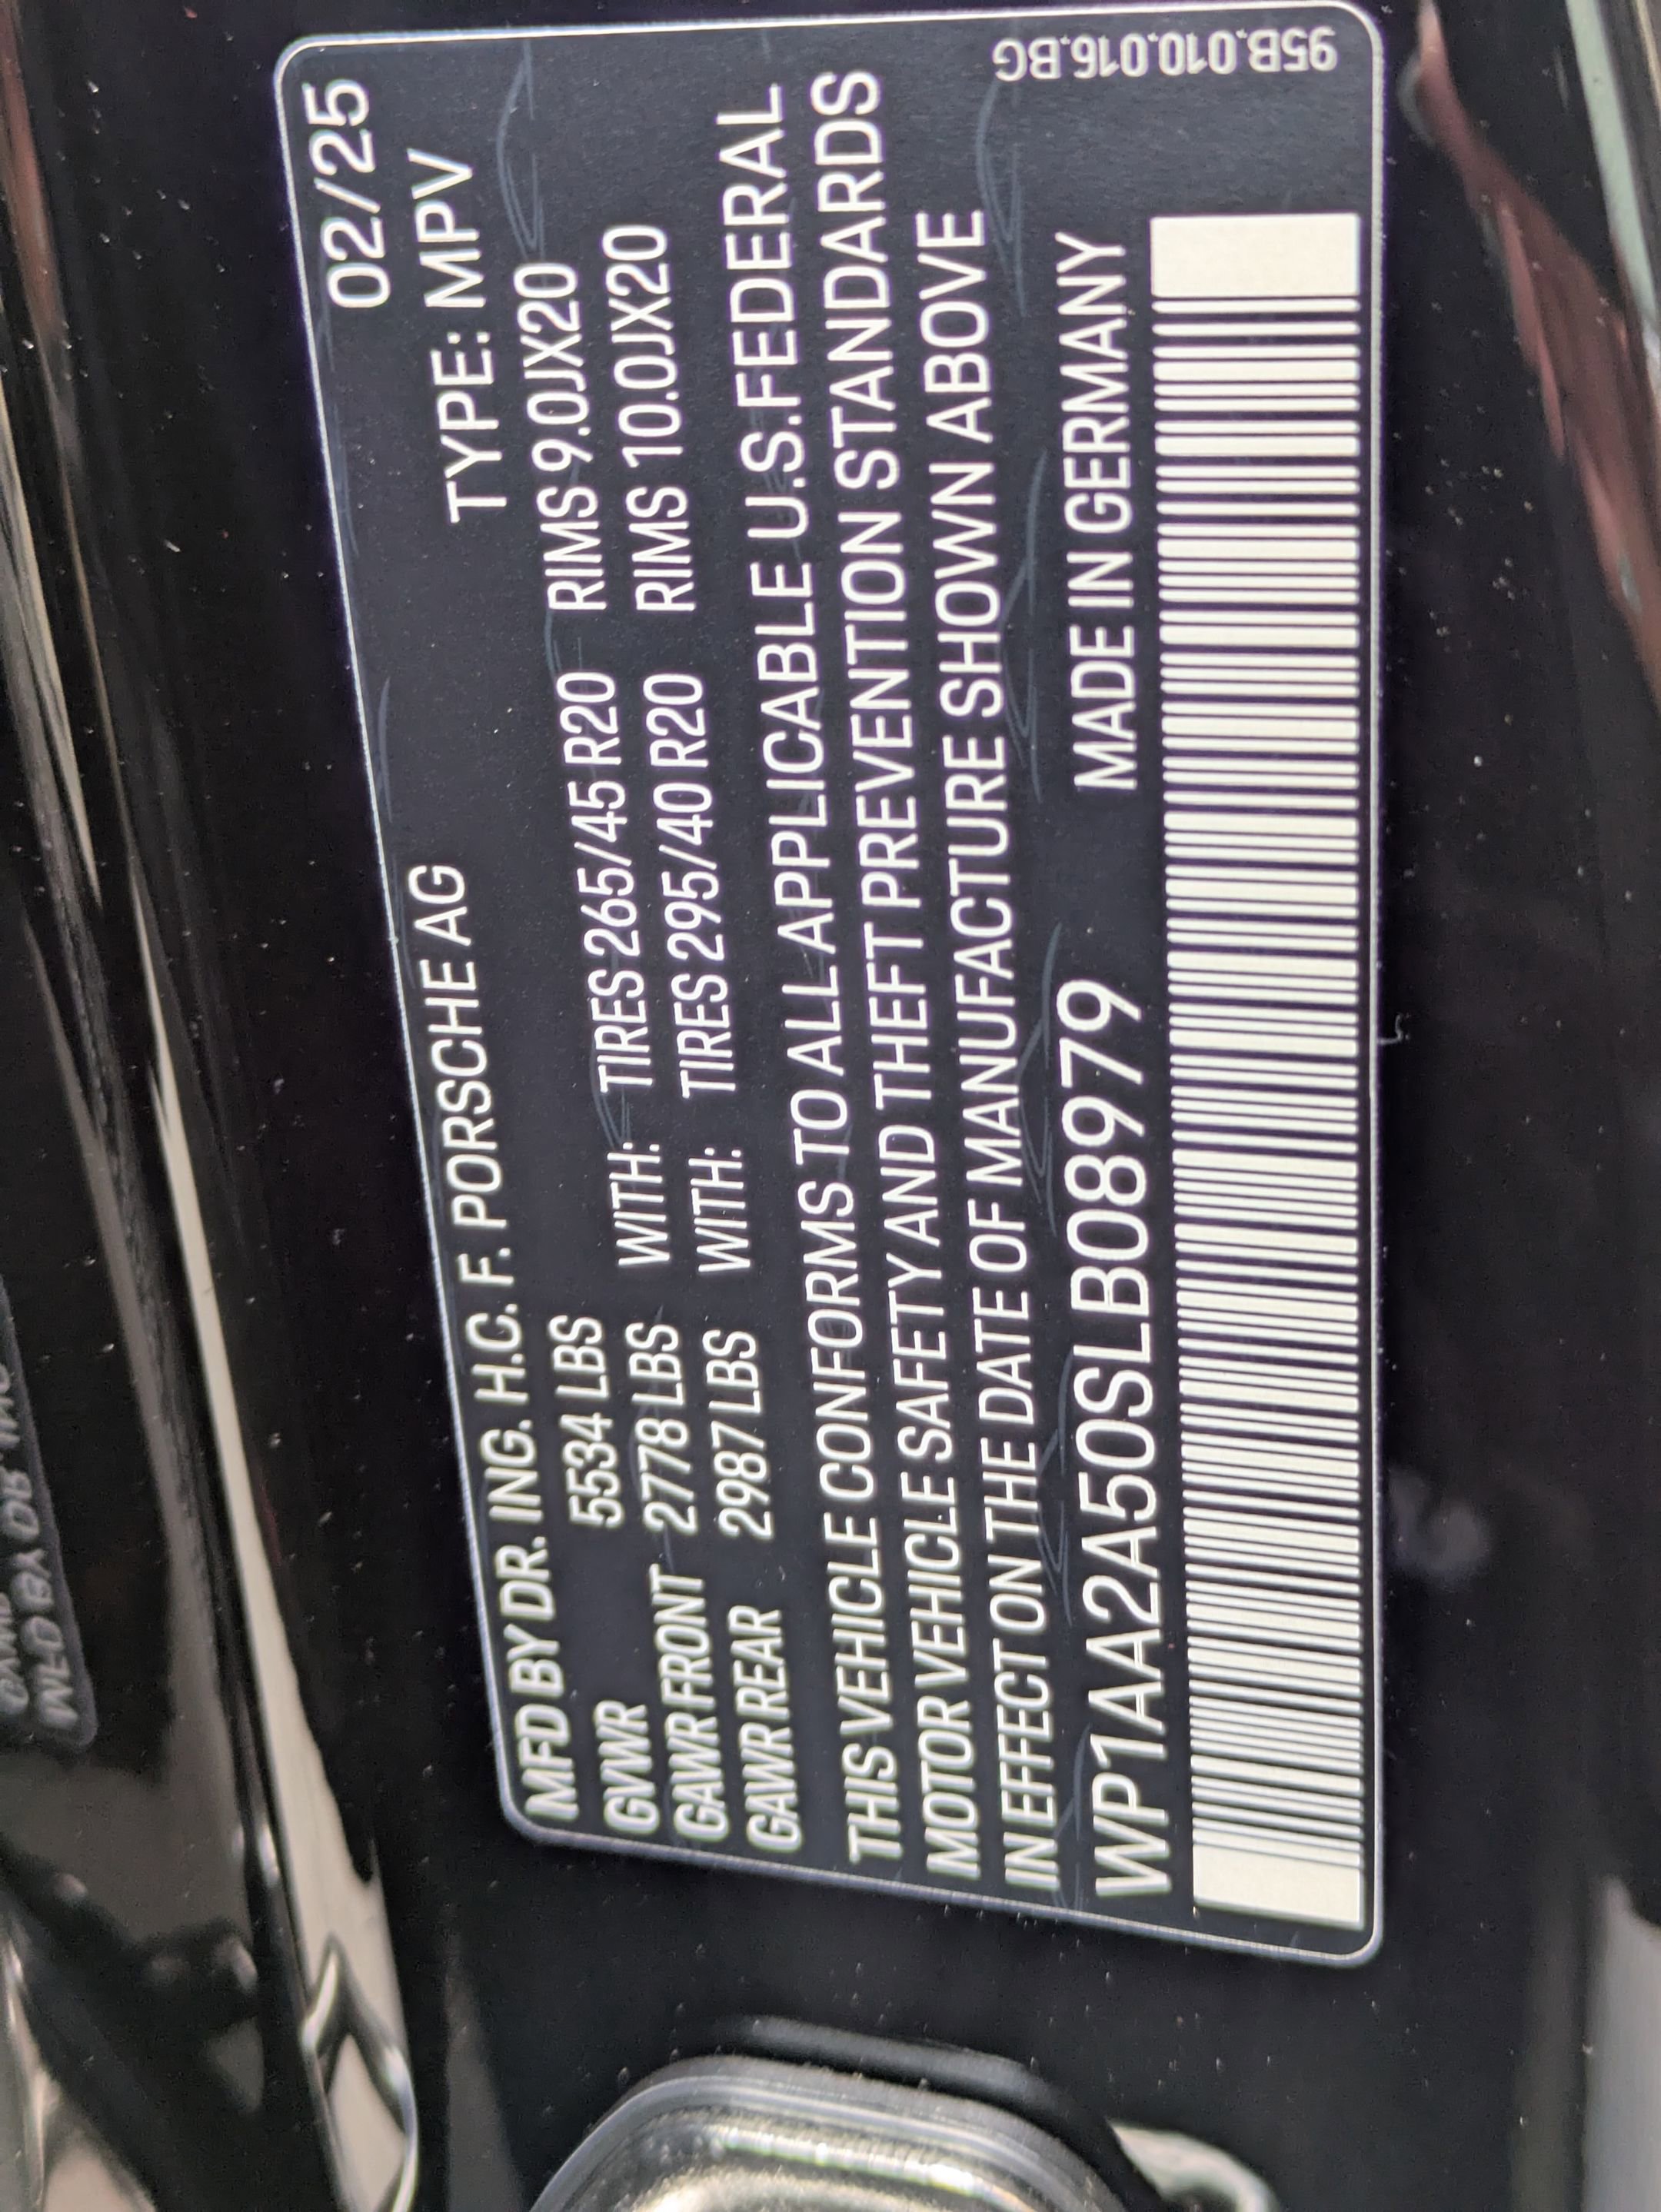 MFD BY DR. ING. H.C. F. PORSCHE AG 02/25
TYPE: MPV
GVWR 5534 LBS
GAWR FRONT 2778 LBS WITH: TIRES 265/45 R20 RIMS 9.0JX20
GAWR REAR 2987 LBS WITH: TIRES 295/40 R20 RIMS 10.0JX20
THIS VEHICLE CONFORMS TO ALL APPLICABLE U.S.FEDERAL
MOTOR VEHICLE SAFETY AND THEFT PREVENTION STANDARDS
IN EFFECT ON THE DATE OF MANUFACTURE SHOWN ABOVE
WP1AA2A50SLB08979 MADE IN GERMANY
95B.010.016.BG